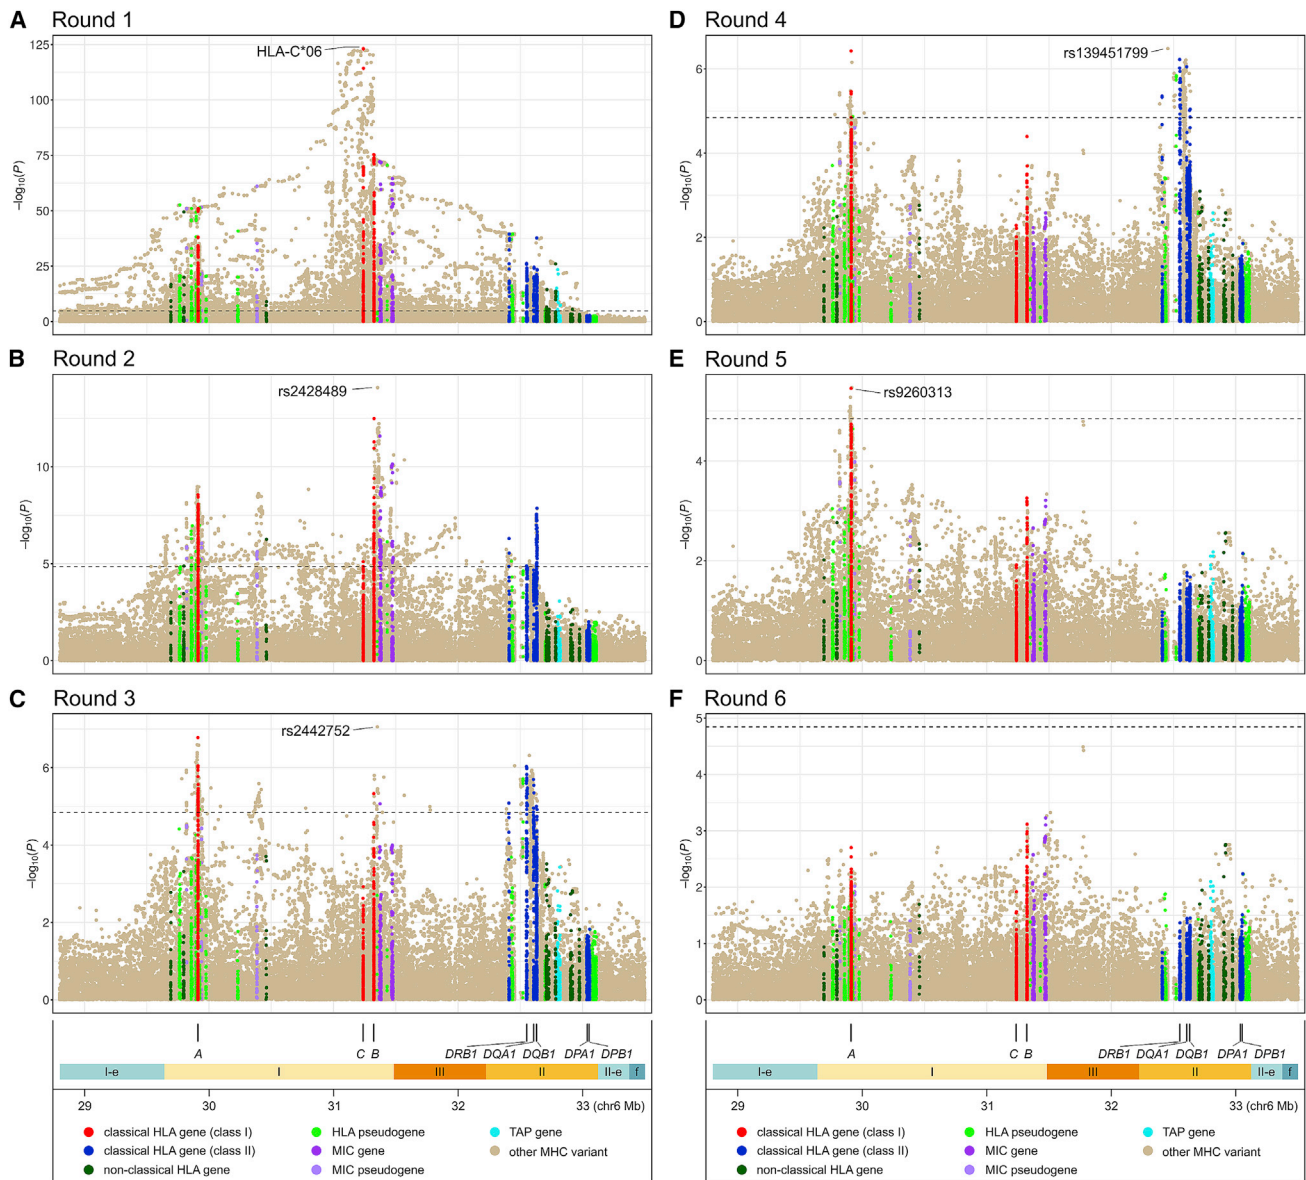 A Round 1
125
100
75
50
25
0
−log10(P)
HLA-C*06
B Round 2
10
5
0
−log10(P)
rs2428489
C Round 3
6
4
2
0
−log10(P)
rs2442752
A C B DRB1 DQA1 DQB1 DPA1 DPB1
I-e I III II II-e f
29 30 31 32 33 (chr6 Mb)
classical HLA gene (class I) HLA pseudogene TAP gene
classical HLA gene (class II) MIC gene other MHC variant
non-classical HLA gene MIC pseudogene
D Round 4
6
4
2
0
−log10(P)
rs139451799
E Round 5
4
2
0
−log10(P)
rs9260313
F Round 6
5
4
3
2
1
0
−log10(P)
A C B DRB1 DQA1 DQB1 DPA1 DPB1
I-e I III II II-e f
29 30 31 32 33 (chr6 Mb)
classical HLA gene (class I) HLA pseudogene TAP gene
classical HLA gene (class II) MIC gene other MHC variant
non-classical HLA gene MIC pseudogene